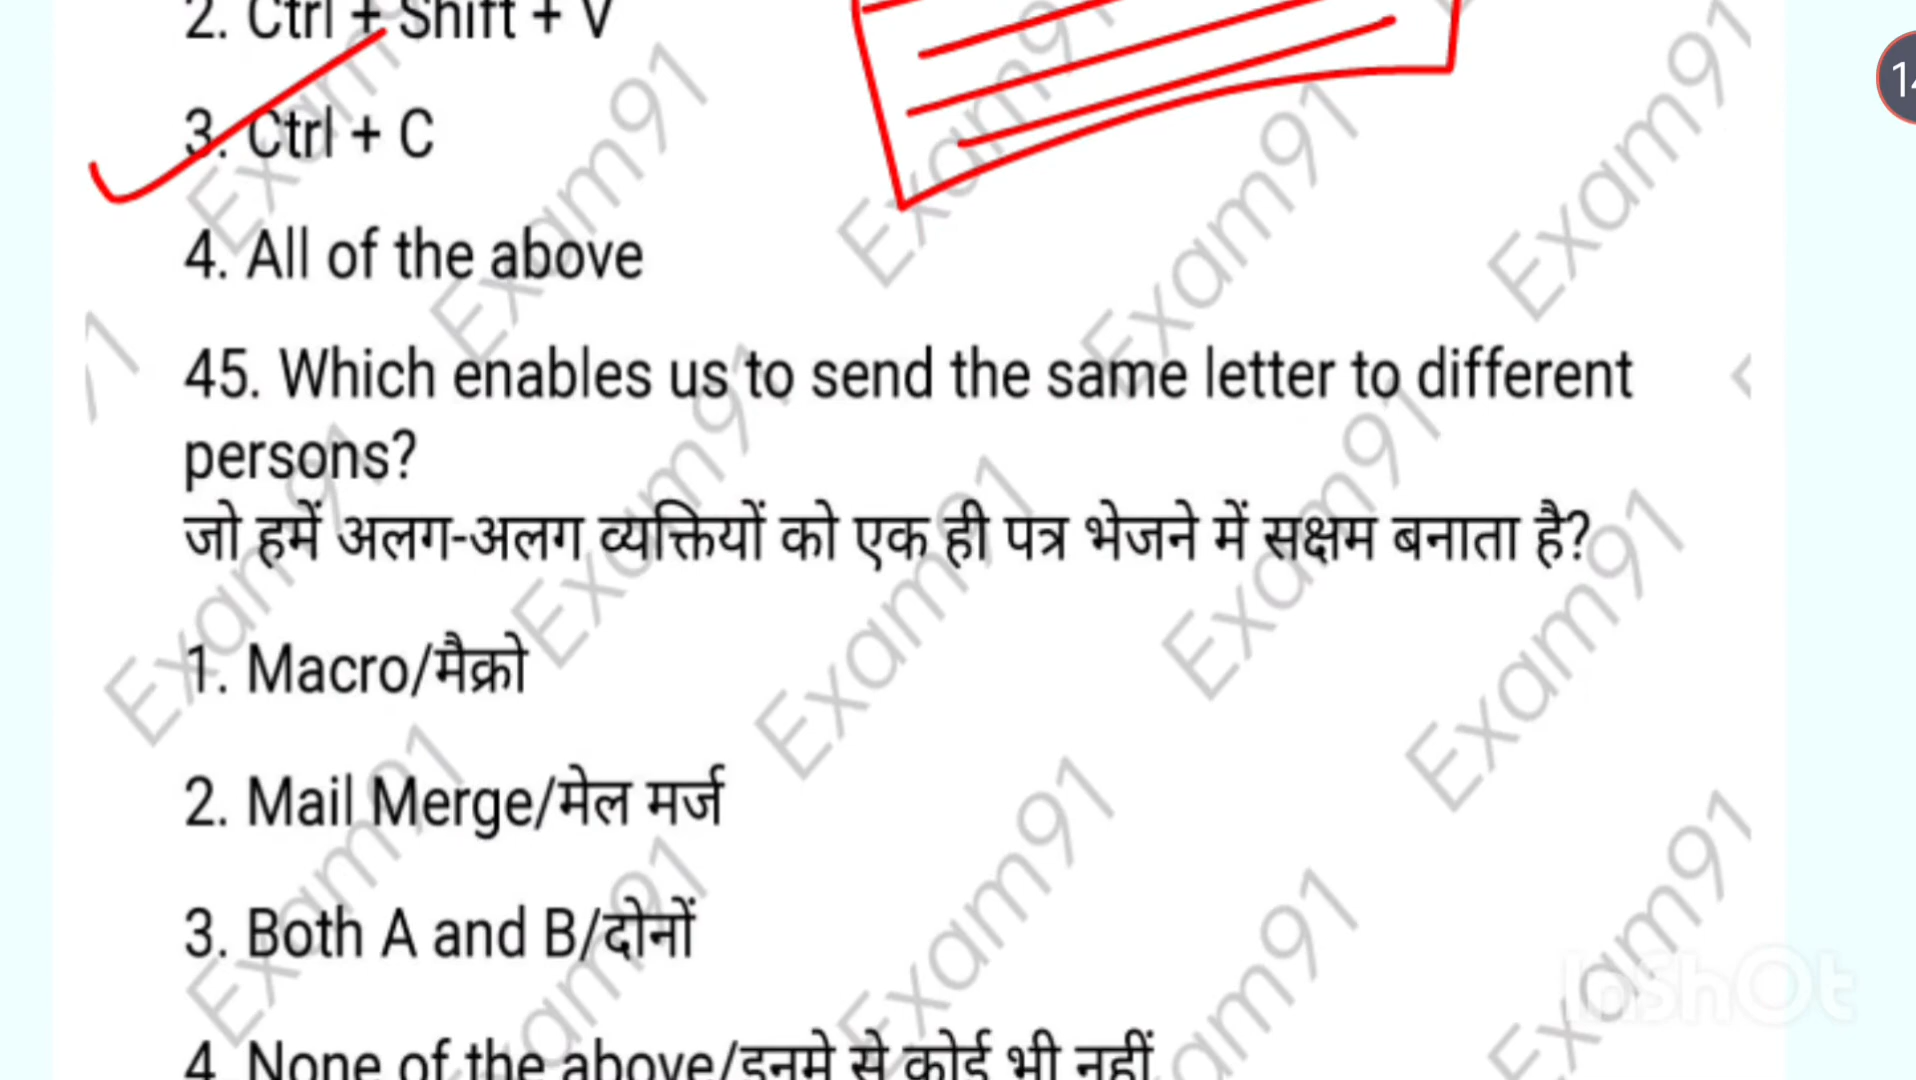 2. Ctrl + Shift + V
3. Ctrl + C
4. All of the above
45. Which enables us to send the same letter to different
persons?
जो हमें अलग-अलग व्यक्तियों को एक ही पत्र भेजने में सक्षम बनाता है?
1. Macro/मैक्रो
2. Mail Merge/मेल मर्ज
3. Both A and B/दोनों
4. None of the above/इनमे से कोई भी नहीं
Exam91
InShOt